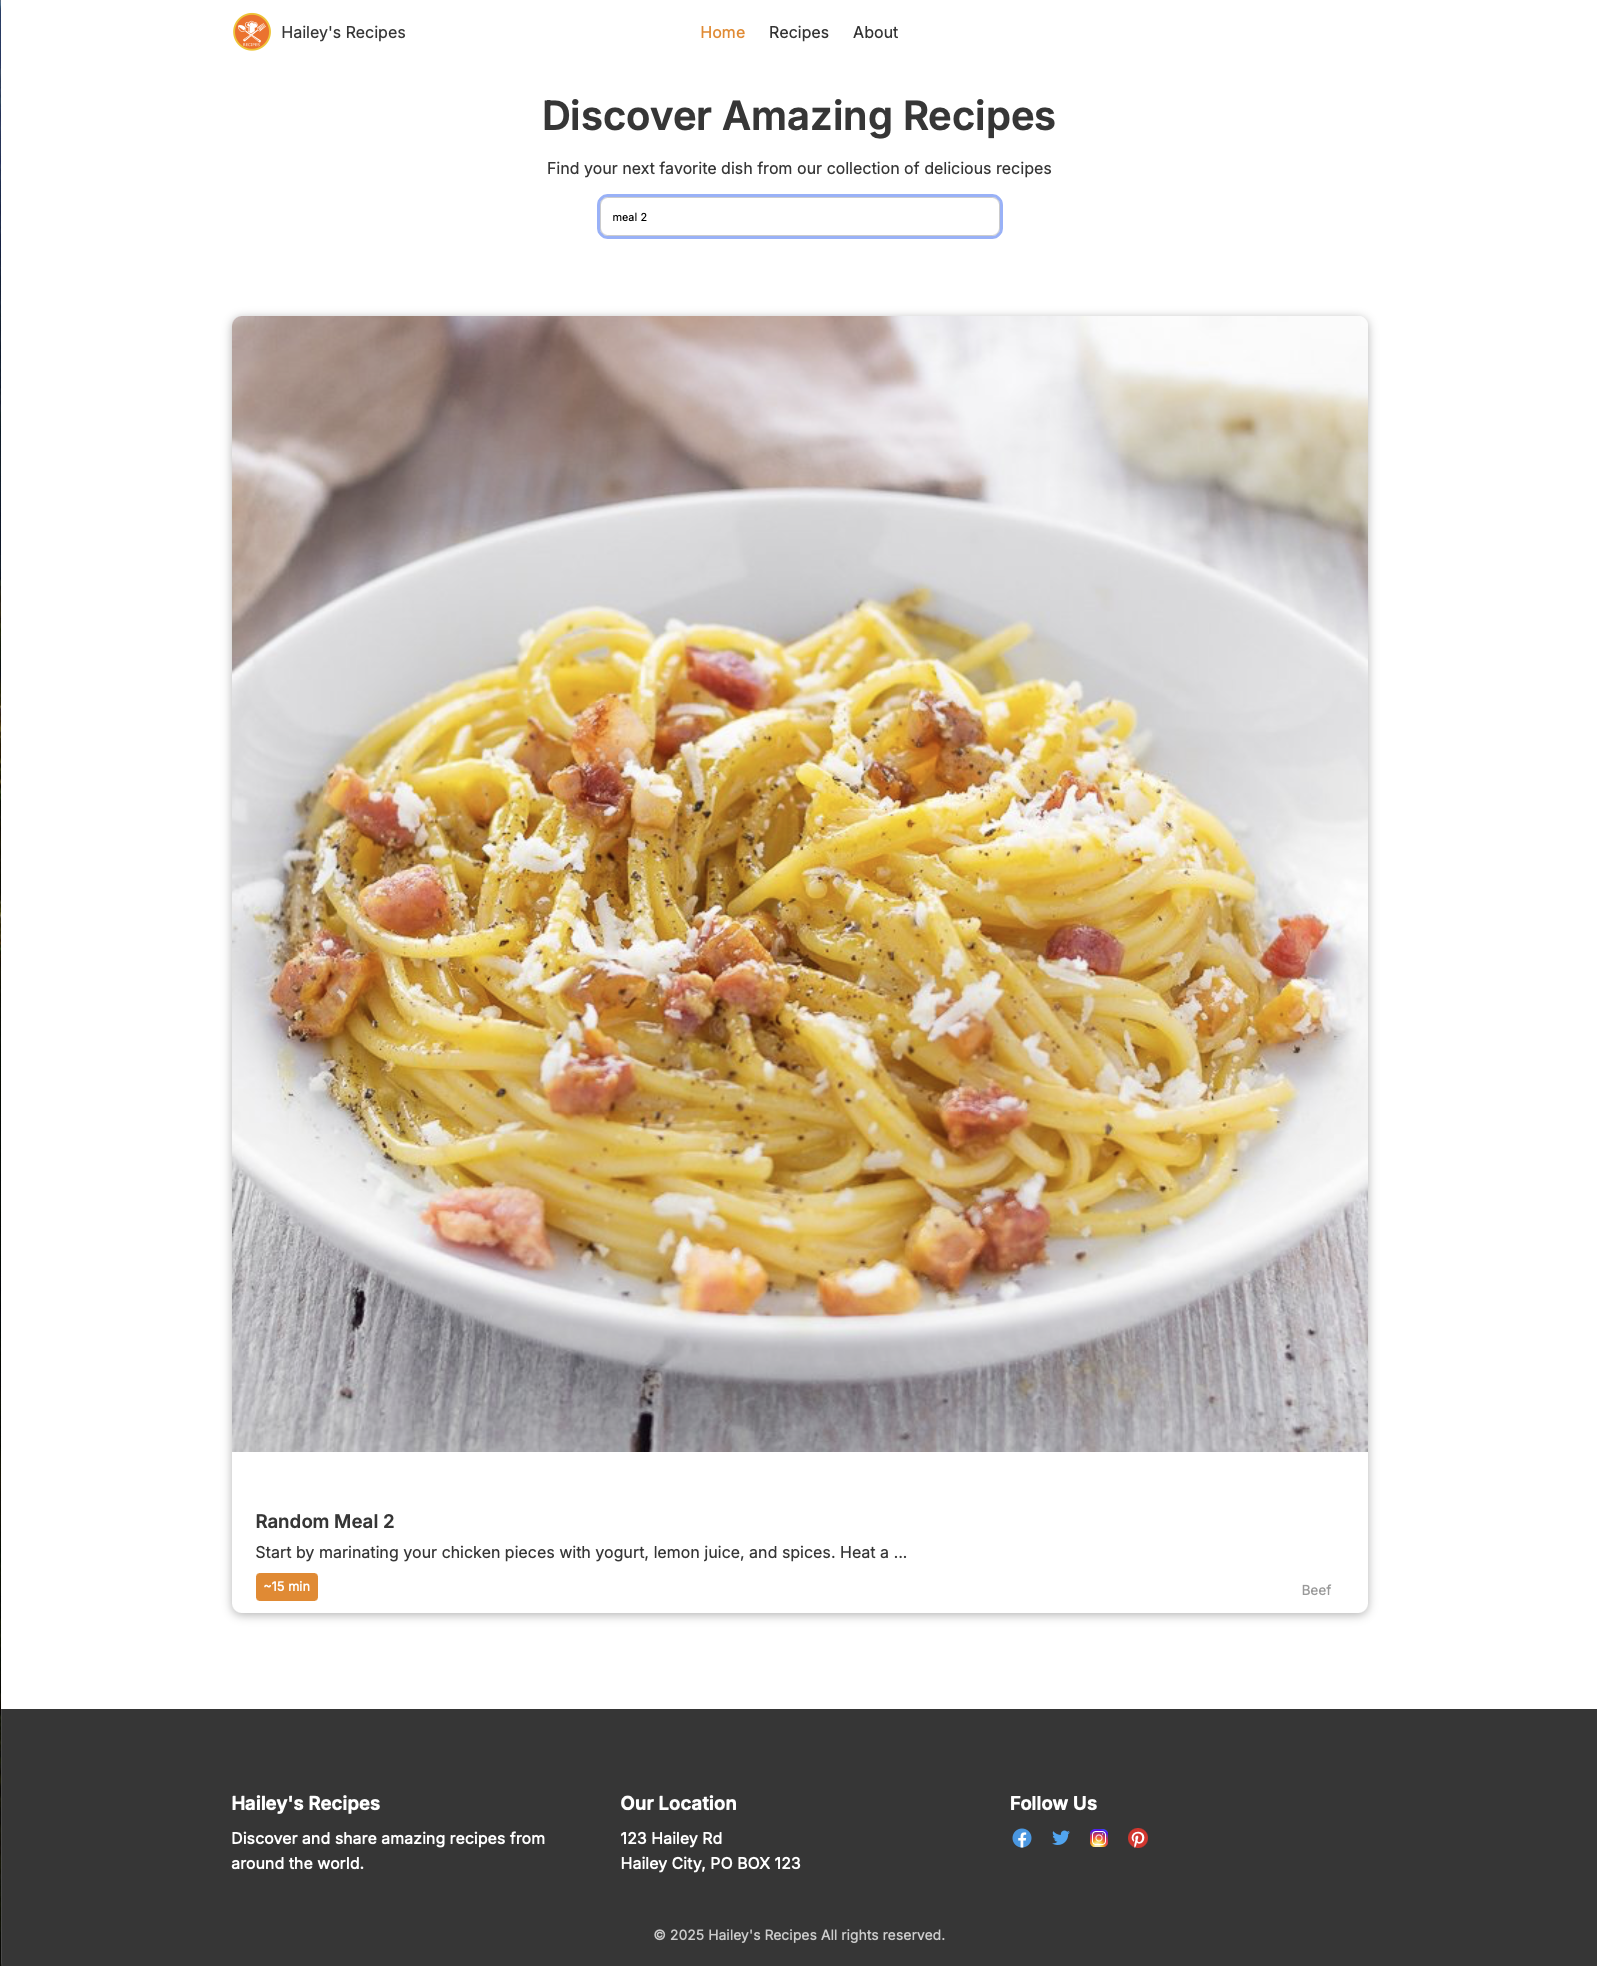 Hailey's Recipes
Home Recipes About
Discover Amazing Recipes
Find your next favorite dish from our collection of delicious recipes
meal 2
Random Meal 2
Start by marinating your chicken pieces with yogurt, lemon juice, and spices. Heat a ...
~15 min
Beef
Hailey's Recipes
Discover and share amazing recipes from
around the world.
Our Location
123 Hailey Rd
Hailey City, PO BOX 123
Follow Us
© 2025 Hailey's Recipes All rights reserved.